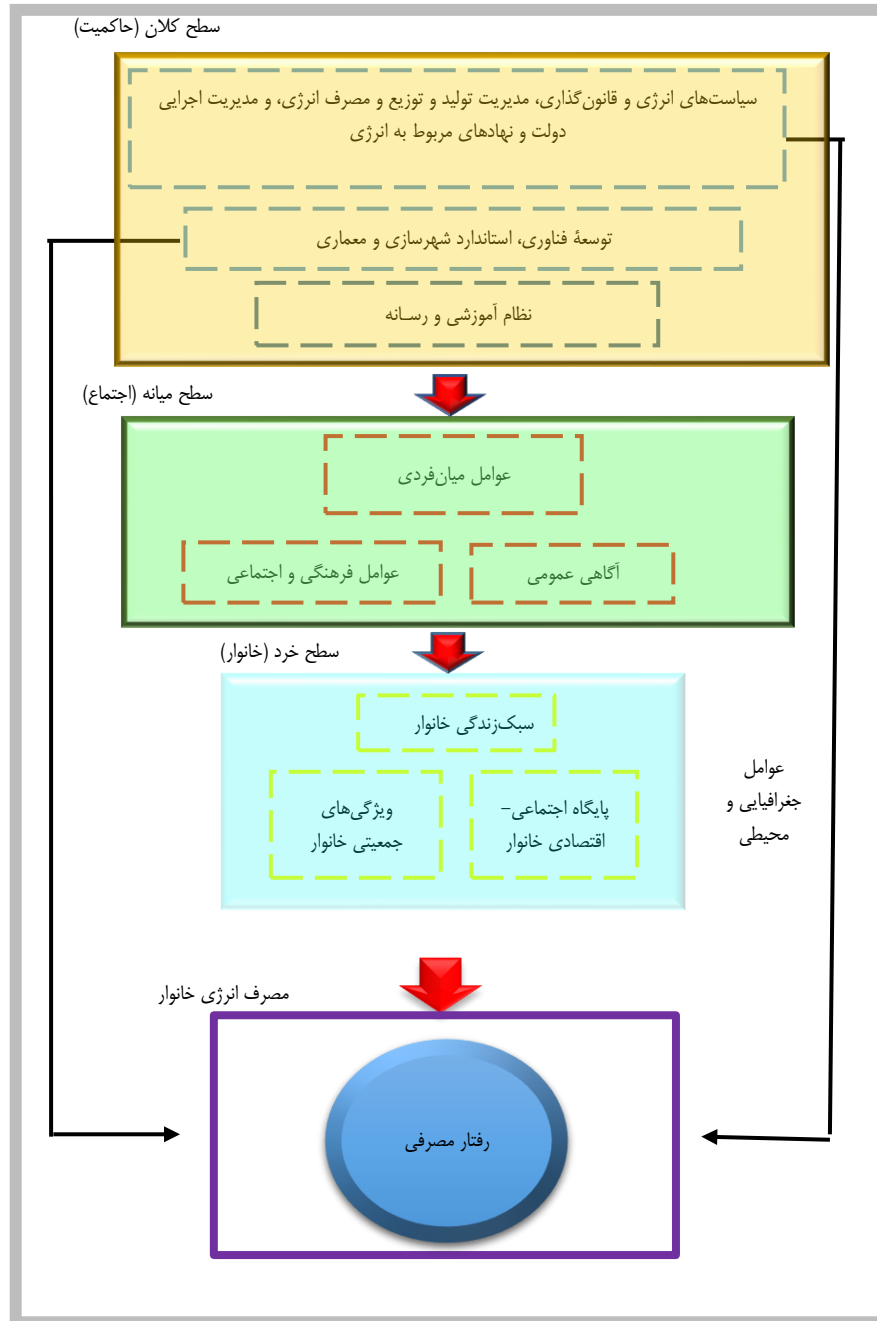 سطح کلان (حاکمیت)
سیاست‌های انرژی و قانون‌گذاری، مدیریت تولید و توزیع و مصرف انرژی، و مدیریت اجرایی
دولت و نهادهای مربوط به انرژی
توسعهٔ فناوری، استاندارد شهرسازی و معماری
نظام آموزشی و رسـانه
سطح میانه (اجتماع)
عوامل میان‌فردی
آگاهی عمومی
عوامل فرهنگی و اجتماعی
سطح خرد (خانوار)
سبک‌زندگی خانوار
پایگاه اجتماعی–
اقتصادی خانوار
ویژگی‌های
جمعیتی خانوار
عوامل
جغرافیایی و
محیطی
مصرف انرژی خانوار
رفتار مصرفی